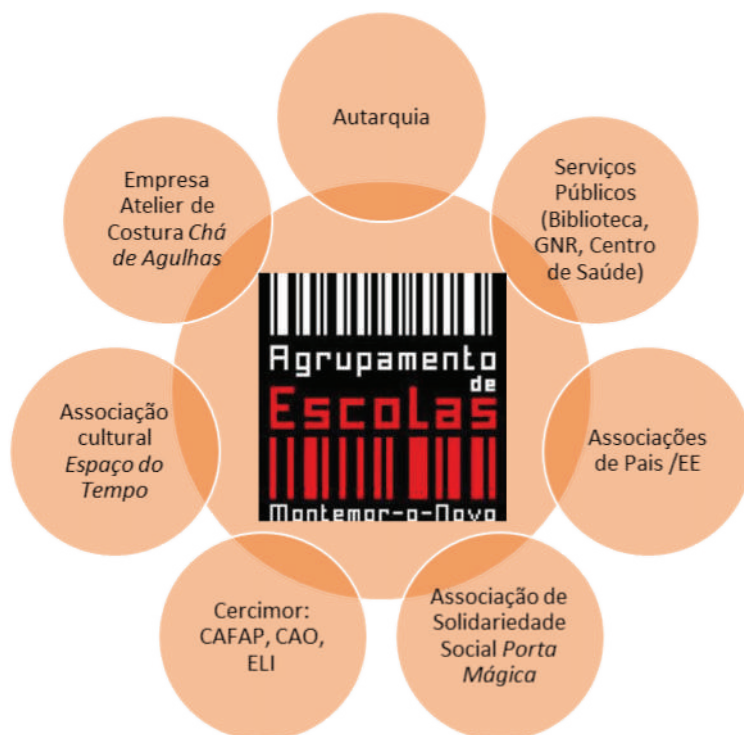 Autarquia
Serviços
Públicos
(Biblioteca,
GNR, Centro
de Saúde)
Associações
de Pais /EE
Associação de
Solidariedade
Social Porta
Mágica
Cercimor:
CAFAP, CAO,
ELI
Associação
cultural
Espaço do
Tempo
Empresa
Atelier de
Costura Chá
de Agulhas
Agrupamento
de
Escolas
Montemor-o-Novo